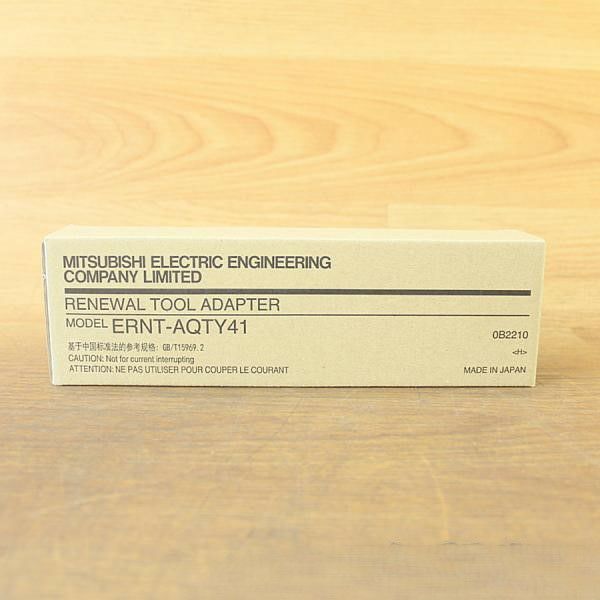 MITSUBISHI ELECTRIC ENGINEERING
COMPANY LIMITED
RENEWAL TOOL ADAPTER
MODEL ERNT-AQTY41
0B2210
基于中国标准法的参考规格: GB/T15969.2
<H>
CAUTION: Not for current interrupting
ATTENTION: NE PAS UTILISER POUR COUPER LE COURANT
MADE IN JAPAN